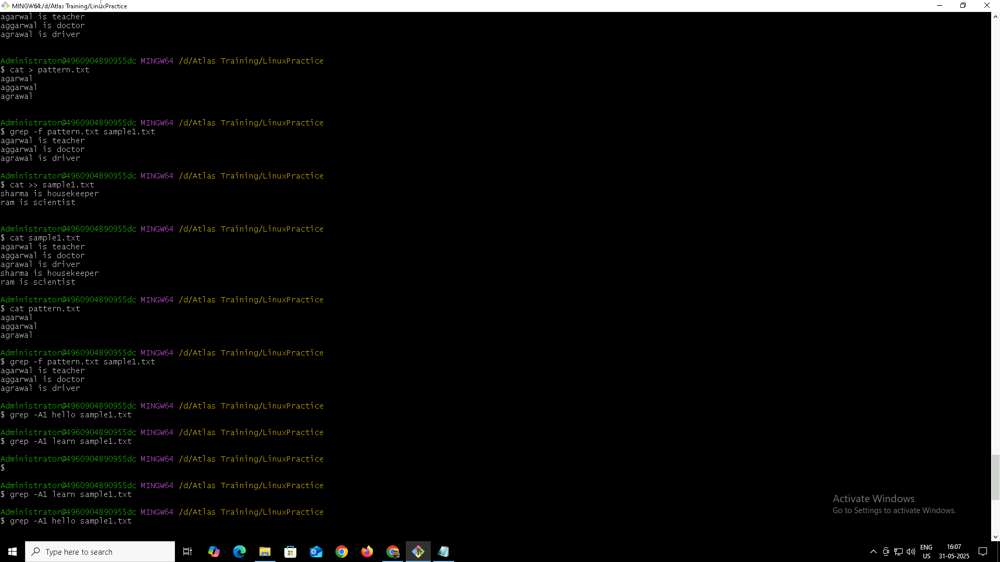 MINGW64:/d/Atlas Training/LinuxPractice
agarwal is teacher
aggarwal is doctor
agrawal is driver
Administrator@4960904890955dc MINGW64 /d/Atlas Training/LinuxPractice
$ cat > pattern.txt
agarwal
aggarwal
agrawal
Administrator@4960904890955dc MINGW64 /d/Atlas Training/LinuxPractice
$ grep -f pattern.txt sample1.txt
agarwal is teacher
aggarwal is doctor
agrawal is driver
Administrator@4960904890955dc MINGW64 /d/Atlas Training/LinuxPractice
$ cat >> sample1.txt
sharma is housekeeper
ram is scientist
Administrator@4960904890955dc MINGW64 /d/Atlas Training/LinuxPractice
$ cat sample1.txt
agarwal is teacher
aggarwal is doctor
agrawal is driver
sharma is housekeeper
ram is scientist
Administrator@4960904890955dc MINGW64 /d/Atlas Training/LinuxPractice
$ cat pattern.txt
agarwal
aggarwal
agrawal
Administrator@4960904890955dc MINGW64 /d/Atlas Training/LinuxPractice
$ grep -f pattern.txt sample1.txt
agarwal is teacher
aggarwal is doctor
agrawal is driver
Administrator@4960904890955dc MINGW64 /d/Atlas Training/LinuxPractice
$ grep -A1 hello sample1.txt
Administrator@4960904890955dc MINGW64 /d/Atlas Training/LinuxPractice
$ grep -A1 learn sample1.txt
Administrator@4960904890955dc MINGW64 /d/Atlas Training/LinuxPractice
$
Administrator@4960904890955dc MINGW64 /d/Atlas Training/LinuxPractice
$ grep -A1 learn sample1.txt
Administrator@4960904890955dc MINGW64 /d/Atlas Training/LinuxPractice
$ grep -A1 hello sample1.txt
Activate Windows
Go to Settings to activate Windows.
Type here to search
ENG
US
16:07
31-05-2025